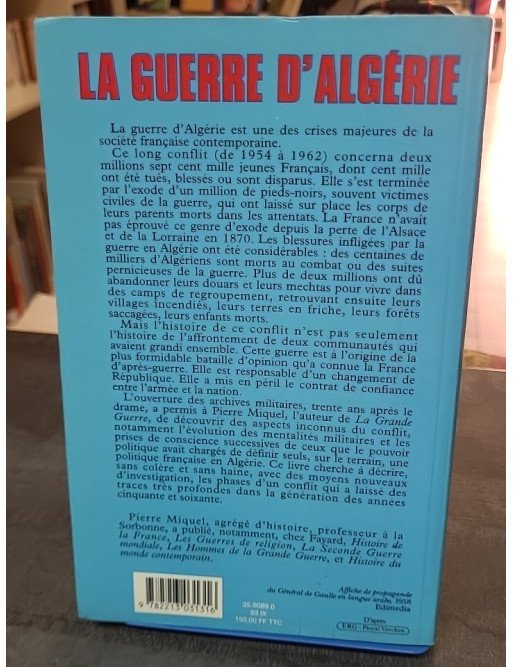 LA GUERRE D'ALGÉRIE
La guerre d'Algérie est une des crises majeures de la
société française contemporaine.
Ce long conflit (de 1954 à 1962) concerna deux
millions sept cent mille jeunes Français, dont cent mille
ont été tués, blessés ou sont disparus. Elle s'est terminée
par l'exode d'un million de pieds-noirs, souvent victimes
civiles de la guerre, qui ont laissé sur place les corps de
leurs parents morts dans les attentats. La France n'avait
pas éprouvé ce genre d'exode depuis la perte de l'Alsace
et de la Lorraine en 1870. Les blessures infligées par la
guerre en Algérie ont été considérables : des centaines de
milliers d'Algériens sont morts au combat ou des suites
pernicieuses de la guerre. Plus de deux millions ont dû
abandonner leurs douars et leurs mechtas pour vivre dans
des camps de regroupement, retrouvant ensuite leurs
villages incendiés, leurs terres en friche, leurs forêts
saccagées, leurs enfants morts.
Mais l'histoire de ce conflit n'est pas seulement
l'histoire de l'affrontement de deux communautés qui
avaient grandi ensemble. Cette guerre est à l'origine de la
plus formidable bataille d'opinion qu'a connue la France
d'après-guerre. Elle est responsable d'un changement de
République. Elle a mis en péril le contrat de confiance
entre l'armée et la nation.
L'ouverture des archives militaires, trente ans après le
drame, a permis à Pierre Miquel, l'auteur de La Grande
Guerre, de découvrir des aspects inconnus du conflit,
notamment l'évolution des mentalités militaires et les
prises de conscience successives de ceux que le pouvoir
politique avait chargés de définir seuls, sur le terrain, une
politique française en Algérie. Ce livre cherche à décrire,
sans colère et sans haine, avec des moyens nouveaux
d'investigation, les phases d'un conflit qui a laissé des
traces très profondes dans la génération des années
cinquante et soixante.
Pierre Miquel, agrégé d'histoire, professeur à la
Sorbonne, a publié, notamment, chez Fayard, Histoire de
la France, Les Guerres de religion, La Seconde Guerre
mondiale, Les Hommes de la Grande Guerre, et Histoire du
monde contemporain.
Affiche de propagande
du Général de Gaulle en langue arabe, 1958
Edimedia
9 782213 031316
35.9089.0
93.IX
150,00 FF TTC
D'après
ERG - Pascal Vercken